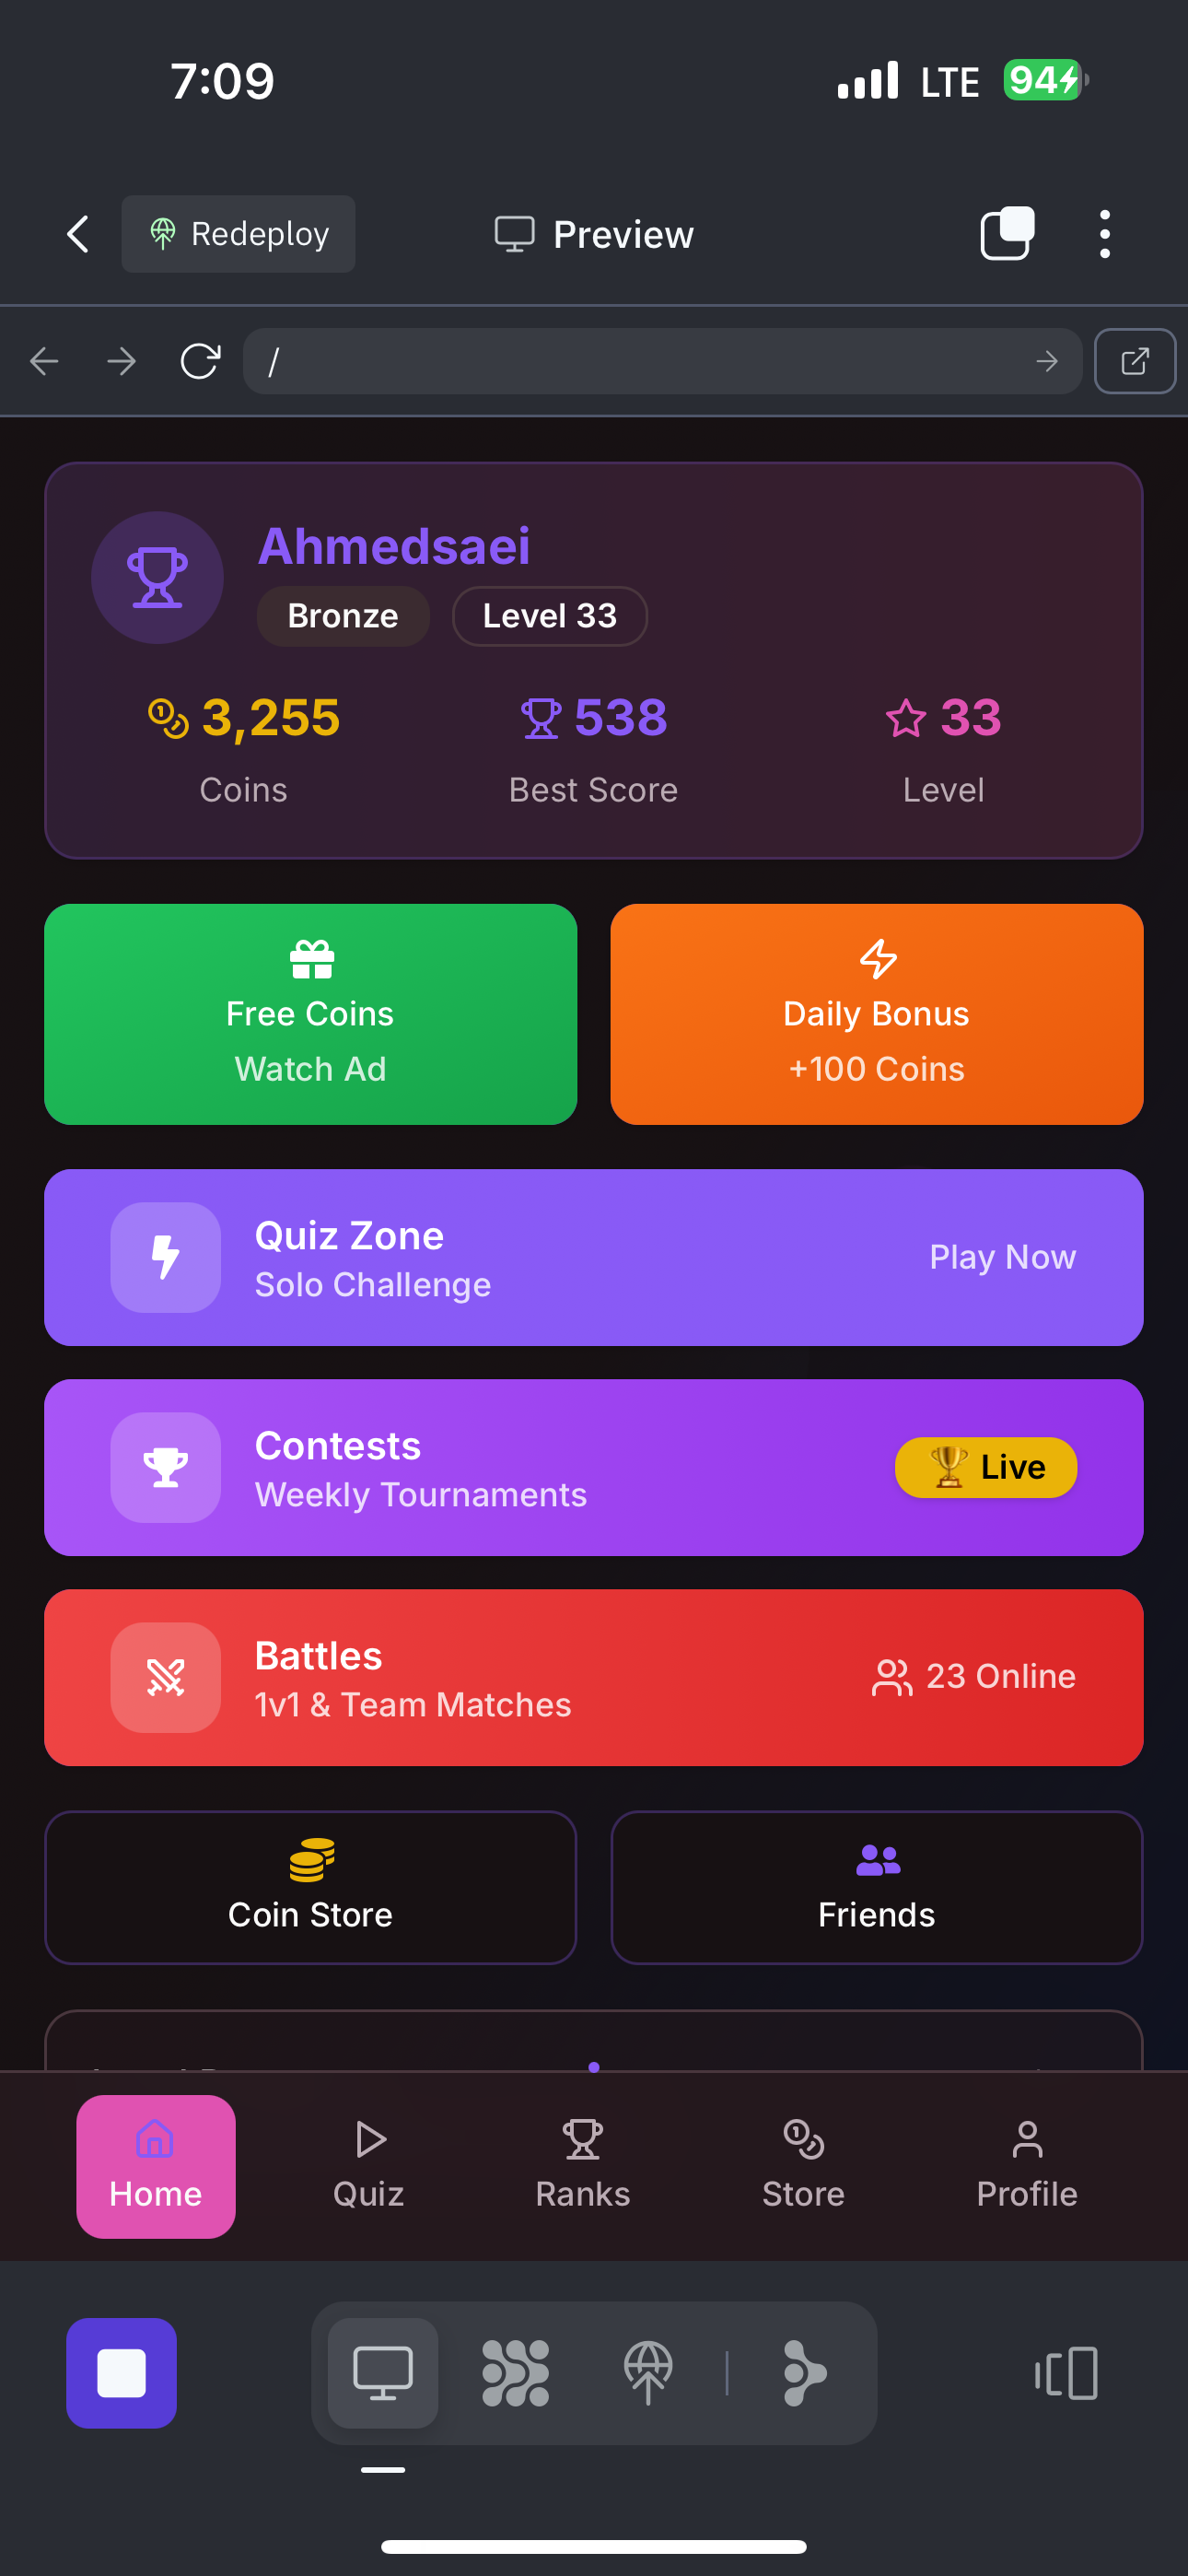 7:09
LTE
94
Redeploy
Preview
/
Ahmedsaei
Bronze
Level 33
3,255
538
33
Coins
Best Score
Level
Free Coins
Watch Ad
Daily Bonus
+100 Coins
Quiz Zone
Solo Challenge
Play Now
Contests
Weekly Tournaments
🏆 Live
Battles
1v1 & Team Matches
23 Online
Coin Store
Friends
Home
Quiz
Ranks
Store
Profile